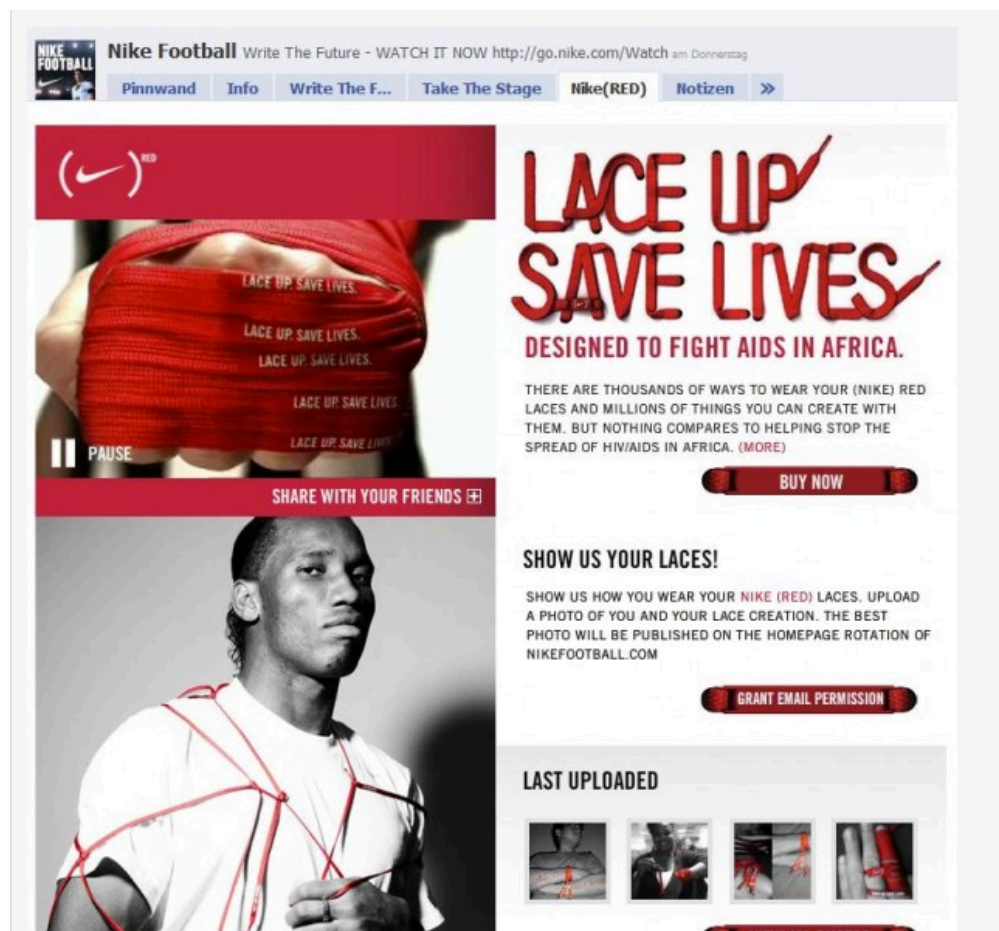 NIKE
FOOTBALL
Nike Football Write The Future - WATCH IT NOW http://go.nike.com/Watch am Donnerstag
Pinnwand Info Write The F... Take The Stage Nike(RED) Notizen »
RED
LACE UP. SAVE LIVES.
LACE UP. SAVE LIVES.
LACE UP. SAVE LIVES.
LACE UP. SAVE LIVES.
LACE UP. SAVE LIVES.
PAUSE
SHARE WITH YOUR FRIENDS
LACE UP
SAVE LIVES
DESIGNED TO FIGHT AIDS IN AFRICA.
THERE ARE THOUSANDS OF WAYS TO WEAR YOUR (NIKE) RED
LACES AND MILLIONS OF THINGS YOU CAN CREATE WITH
THEM. BUT NOTHING COMPARES TO HELPING STOP THE
SPREAD OF HIV/AIDS IN AFRICA. (MORE)
BUY NOW
SHOW US YOUR LACES!
SHOW US HOW YOU WEAR YOUR NIKE (RED) LACES. UPLOAD
A PHOTO OF YOU AND YOUR LACE CREATION. THE BEST
PHOTO WILL BE PUBLISHED ON THE HOMEPAGE ROTATION OF
NIKEFOOTBALL.COM
GRANT EMAIL PERMISSION
LAST UPLOADED